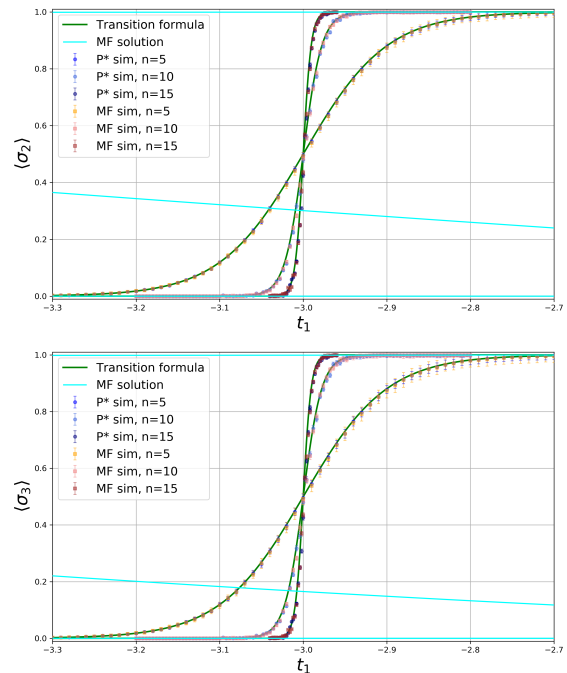 Transition formula
MF solution
P* sim, n=5
P* sim, n=10
P* sim, n=15
MF sim, n=5
MF sim, n=10
MF sim, n=15
⟨σ₂⟩
1.0
0.8
0.6
0.4
0.2
0.0
−3.3 −3.2 −3.1 −3.0 −2.9 −2.8 −2.7
t₁
Transition formula
MF solution
P* sim, n=5
P* sim, n=10
P* sim, n=15
MF sim, n=5
MF sim, n=10
MF sim, n=15
⟨σ₃⟩
1.0
0.8
0.6
0.4
0.2
0.0
−3.3 −3.2 −3.1 −3.0 −2.9 −2.8 −2.7
t₁